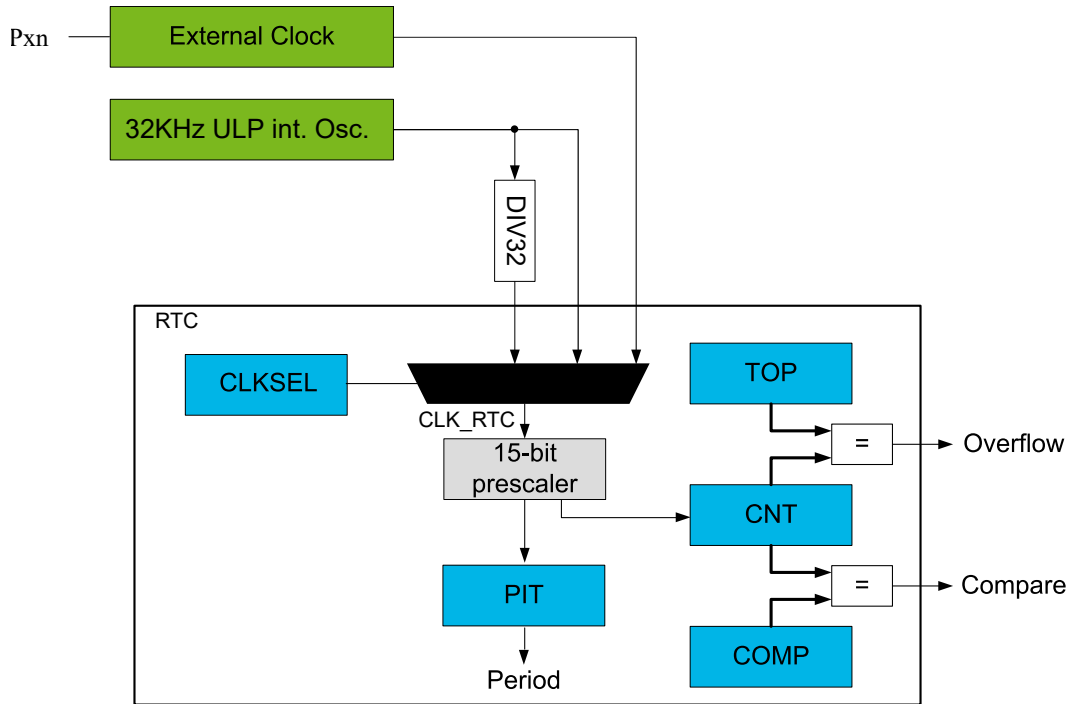 Pxn
External Clock
32KHz ULP int. Osc.
DIV32
RTC
CLKSEL
TOP
CLK_RTC
=
Overflow
15-bit
prescaler
CNT
PIT
=
Compare
COMP
Period